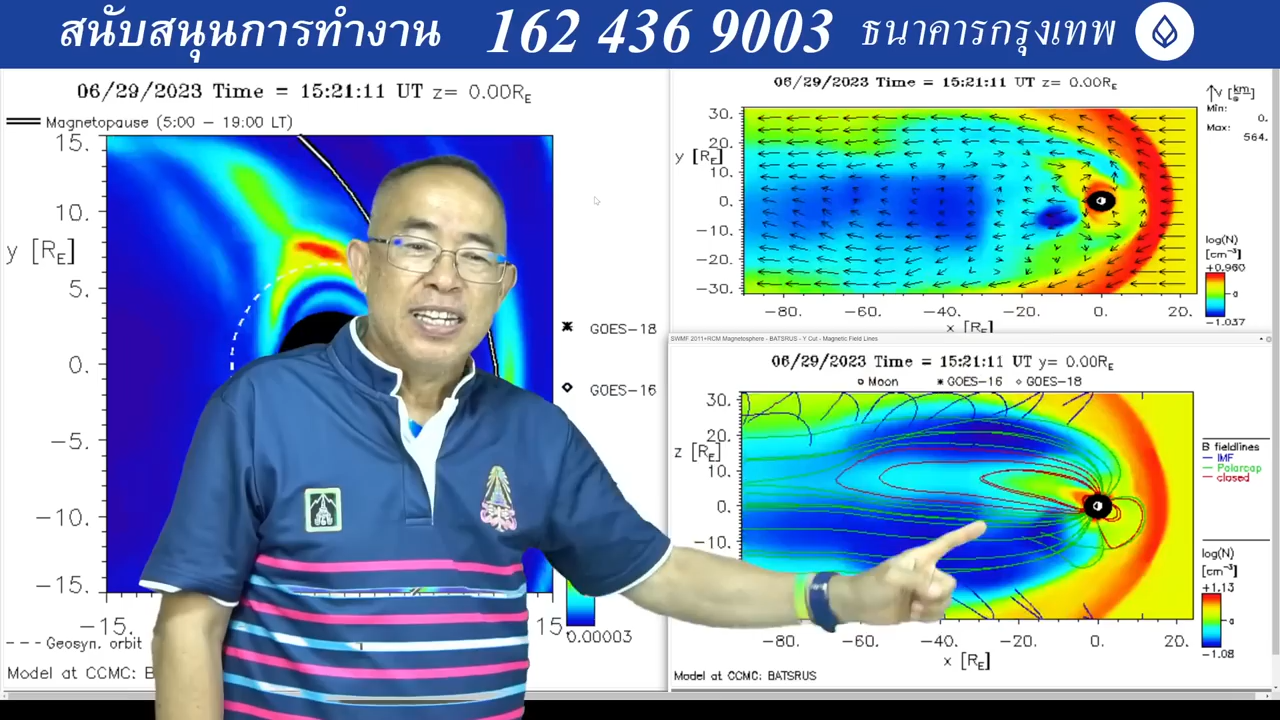 สนับสนุนการทำงาน 162 436 9003 ธนาคารกรุงเทพ
06/29/2023 Time = 15:21:11 UT z= 0.00RE
Magnetopause (5:00 – 19:00 LT)
15.
10.
y [RE]
5.
0.
−5.
−10.
−15.
−15.
15.
GOES−18
GOES−16
0.00003
Geosyn. orbit
Model at CCMC: B
06/29/2023 Time = 15:21:11 UT z= 0.00RE
30.
20.
y [RE]
10.
0.
−10.
−20.
−30.
−80. −60. −40. −20. 0. 20.
x [RE]
V [km/s]
Min: 0.
Max: 564.
log(N)
[cm−3]
+0.960
0
−1.037
SWMF 2011+RCM Magnetosphere - BATSRUS - Y Cut - Magnetic Field Lines
06/29/2023 Time = 15:21:11 UT y= 0.00RE
Moon GOES−16 GOES−18
30.
20.
z [RE]
10.
0.
−10.
−80. −60. −40. −20. 0. 20.
x [RE]
B fieldlines
IMF
Polarcap
closed
log(N)
[cm−3]
+1.13
0
−1.08
Model at CCMC: BATSRUS